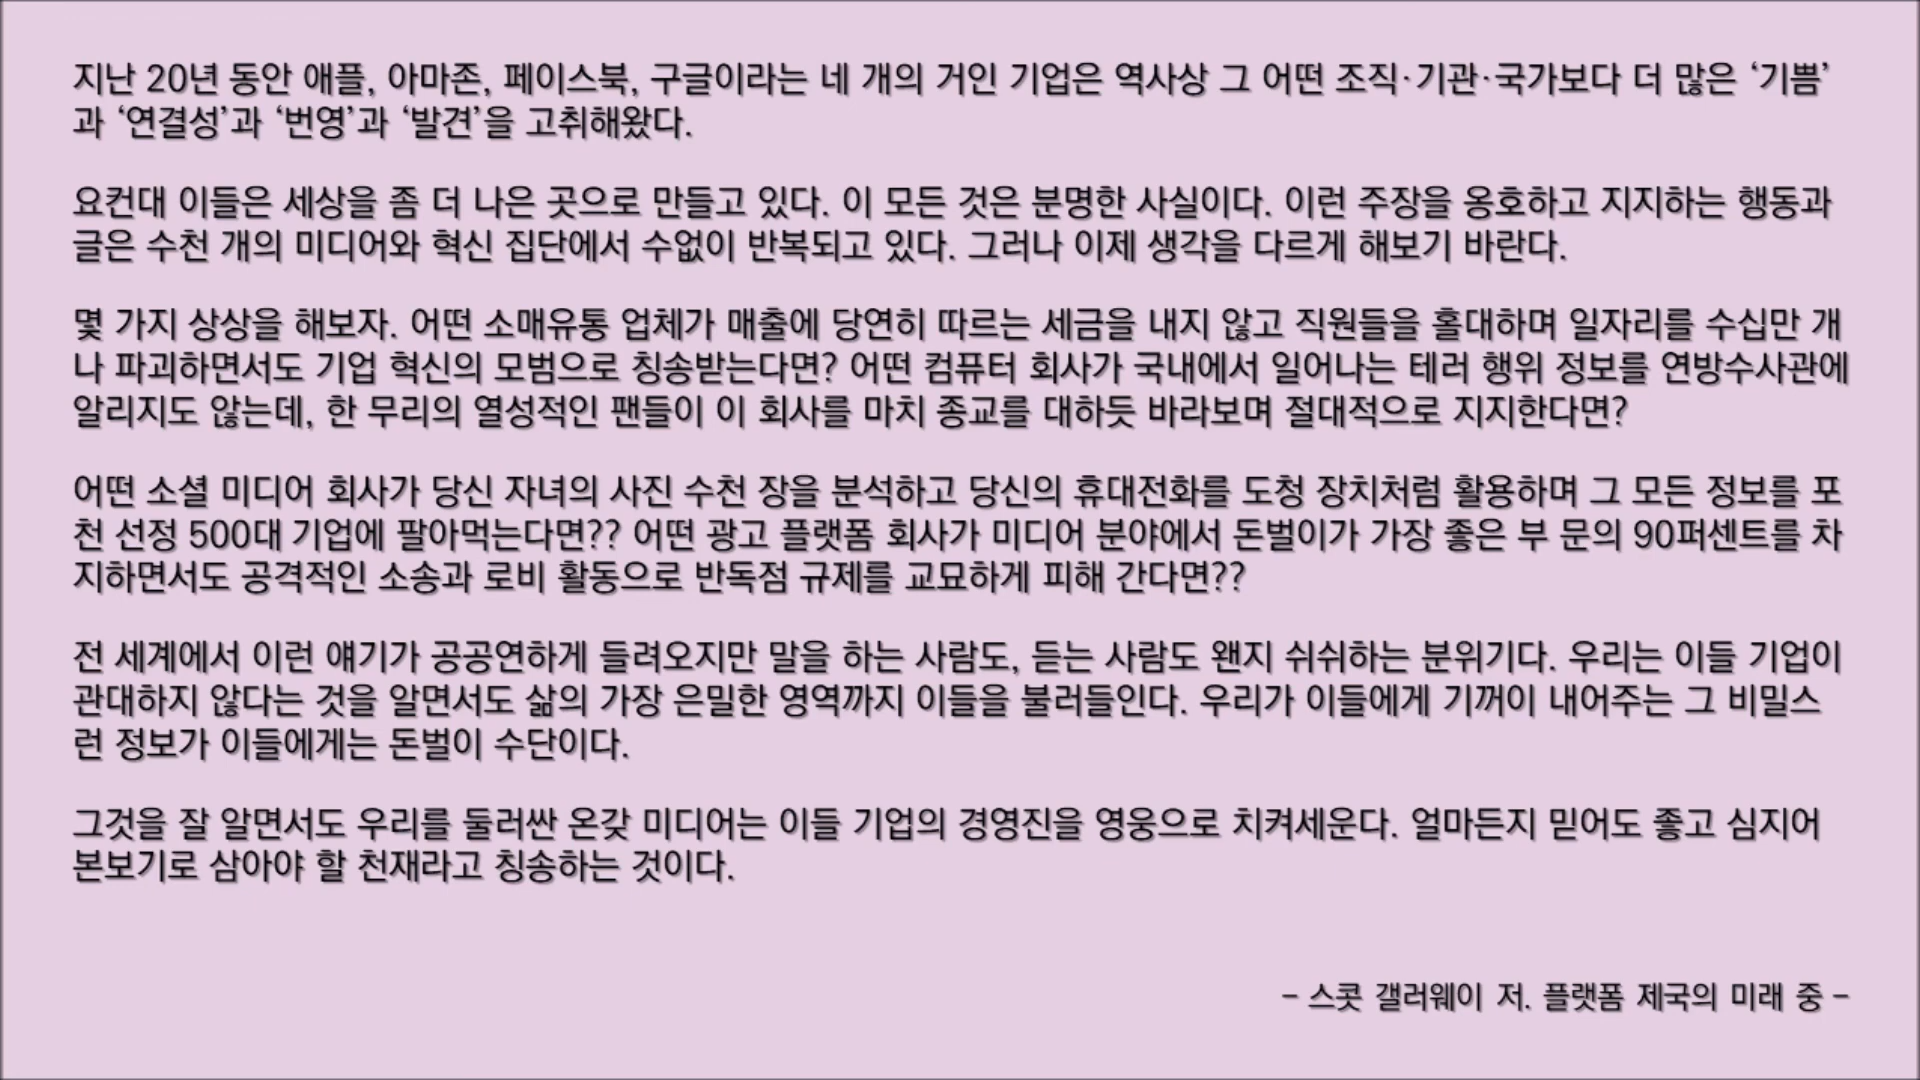 지난 20년 동안 애플, 아마존, 페이스북, 구글이라는 네 개의 거인 기업은 역사상 그 어떤 조직·기관·국가보다 더 많은 ‘기쁨’
과 ‘연결성’과 ‘번영’과 ‘발견’을 고취해왔다.
요컨대 이들은 세상을 좀 더 나은 곳으로 만들고 있다. 이 모든 것은 분명한 사실이다. 이런 주장을 옹호하고 지지하는 행동과
글은 수천 개의 미디어와 혁신 집단에서 수없이 반복되고 있다. 그러나 이제 생각을 다르게 해보기 바란다.
몇 가지 상상을 해보자. 어떤 소매유통 업체가 매출에 당연히 따르는 세금을 내지 않고 직원들을 홀대하며 일자리를 수십만 개
나 파괴하면서도 기업 혁신의 모범으로 칭송받는다면? 어떤 컴퓨터 회사가 국내에서 일어나는 테러 행위 정보를 연방수사관에
알리지도 않는데, 한 무리의 열성적인 팬들이 이 회사를 마치 종교를 대하듯 바라보며 절대적으로 지지한다면?
어떤 소셜 미디어 회사가 당신 자녀의 사진 수천 장을 분석하고 당신의 휴대전화를 도청 장치처럼 활용하며 그 모든 정보를 포
천 선정 500대 기업에 팔아먹는다면?? 어떤 광고 플랫폼 회사가 미디어 분야에서 돈벌이가 가장 좋은 부 문의 90퍼센트를 차
지하면서도 공격적인 소송과 로비 활동으로 반독점 규제를 교묘하게 피해 간다면??
전 세계에서 이런 얘기가 공공연하게 들려오지만 말을 하는 사람도, 듣는 사람도 왠지 쉬쉬하는 분위기다. 우리는 이들 기업이
관대하지 않다는 것을 알면서도 삶의 가장 은밀한 영역까지 이들을 불러들인다. 우리가 이들에게 기꺼이 내어주는 그 비밀스
런 정보가 이들에게는 돈벌이 수단이다.
그것을 잘 알면서도 우리를 둘러싼 온갖 미디어는 이들 기업의 경영진을 영웅으로 치켜세운다. 얼마든지 믿어도 좋고 심지어
본보기로 삼아야 할 천재라고 칭송하는 것이다.
- 스콧 갤러웨이 저. 플랫폼 제국의 미래 중 -